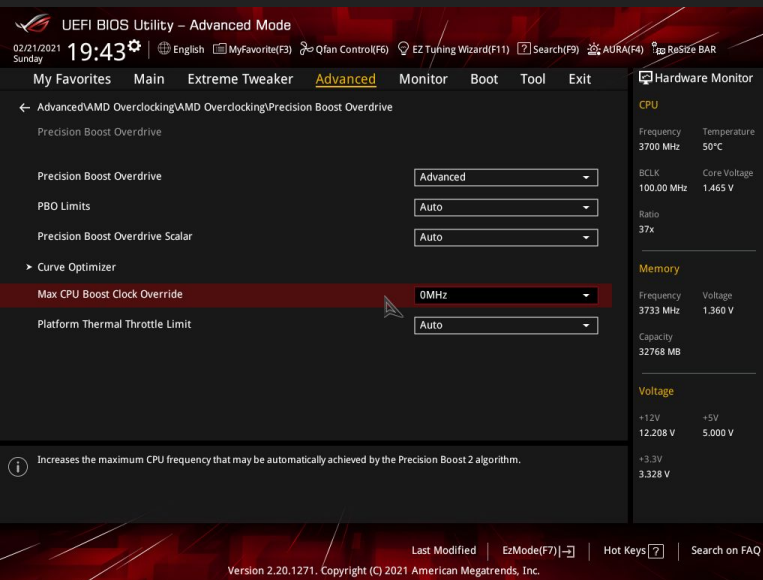 UEFI BIOS Utility – Advanced Mode
02/21/2021 Sunday 19:43 English MyFavorite(F3) Qfan Control(F6) EZ Tuning Wizard(F11) ? Search(F9) AURA(F4) ReSize BAR
My Favorites Main Extreme Tweaker Advanced Monitor Boot Tool Exit
← Advanced\AMD Overclocking\AMD Overclocking\Precision Boost Overdrive
Precision Boost Overdrive
Precision Boost Overdrive Advanced
PBO Limits Auto
Precision Boost Overdrive Scalar Auto
> Curve Optimizer
Max CPU Boost Clock Override 0MHz
Platform Thermal Throttle Limit Auto
i Increases the maximum CPU frequency that may be automatically achieved by the Precision Boost 2 algorithm.
Hardware Monitor
CPU
Frequency Temperature
3700 MHz 50°C
BCLK Core Voltage
100.00 MHz 1.465 V
Ratio
37x
Memory
Frequency Voltage
3733 MHz 1.360 V
Capacity
32768 MB
Voltage
+12V +5V
12.208 V 5.000 V
+3.3V
3.328 V
Last Modified EzMode(F7) Hot Keys ? Search on FAQ
Version 2.20.1271. Copyright (C) 2021 American Megatrends, Inc.